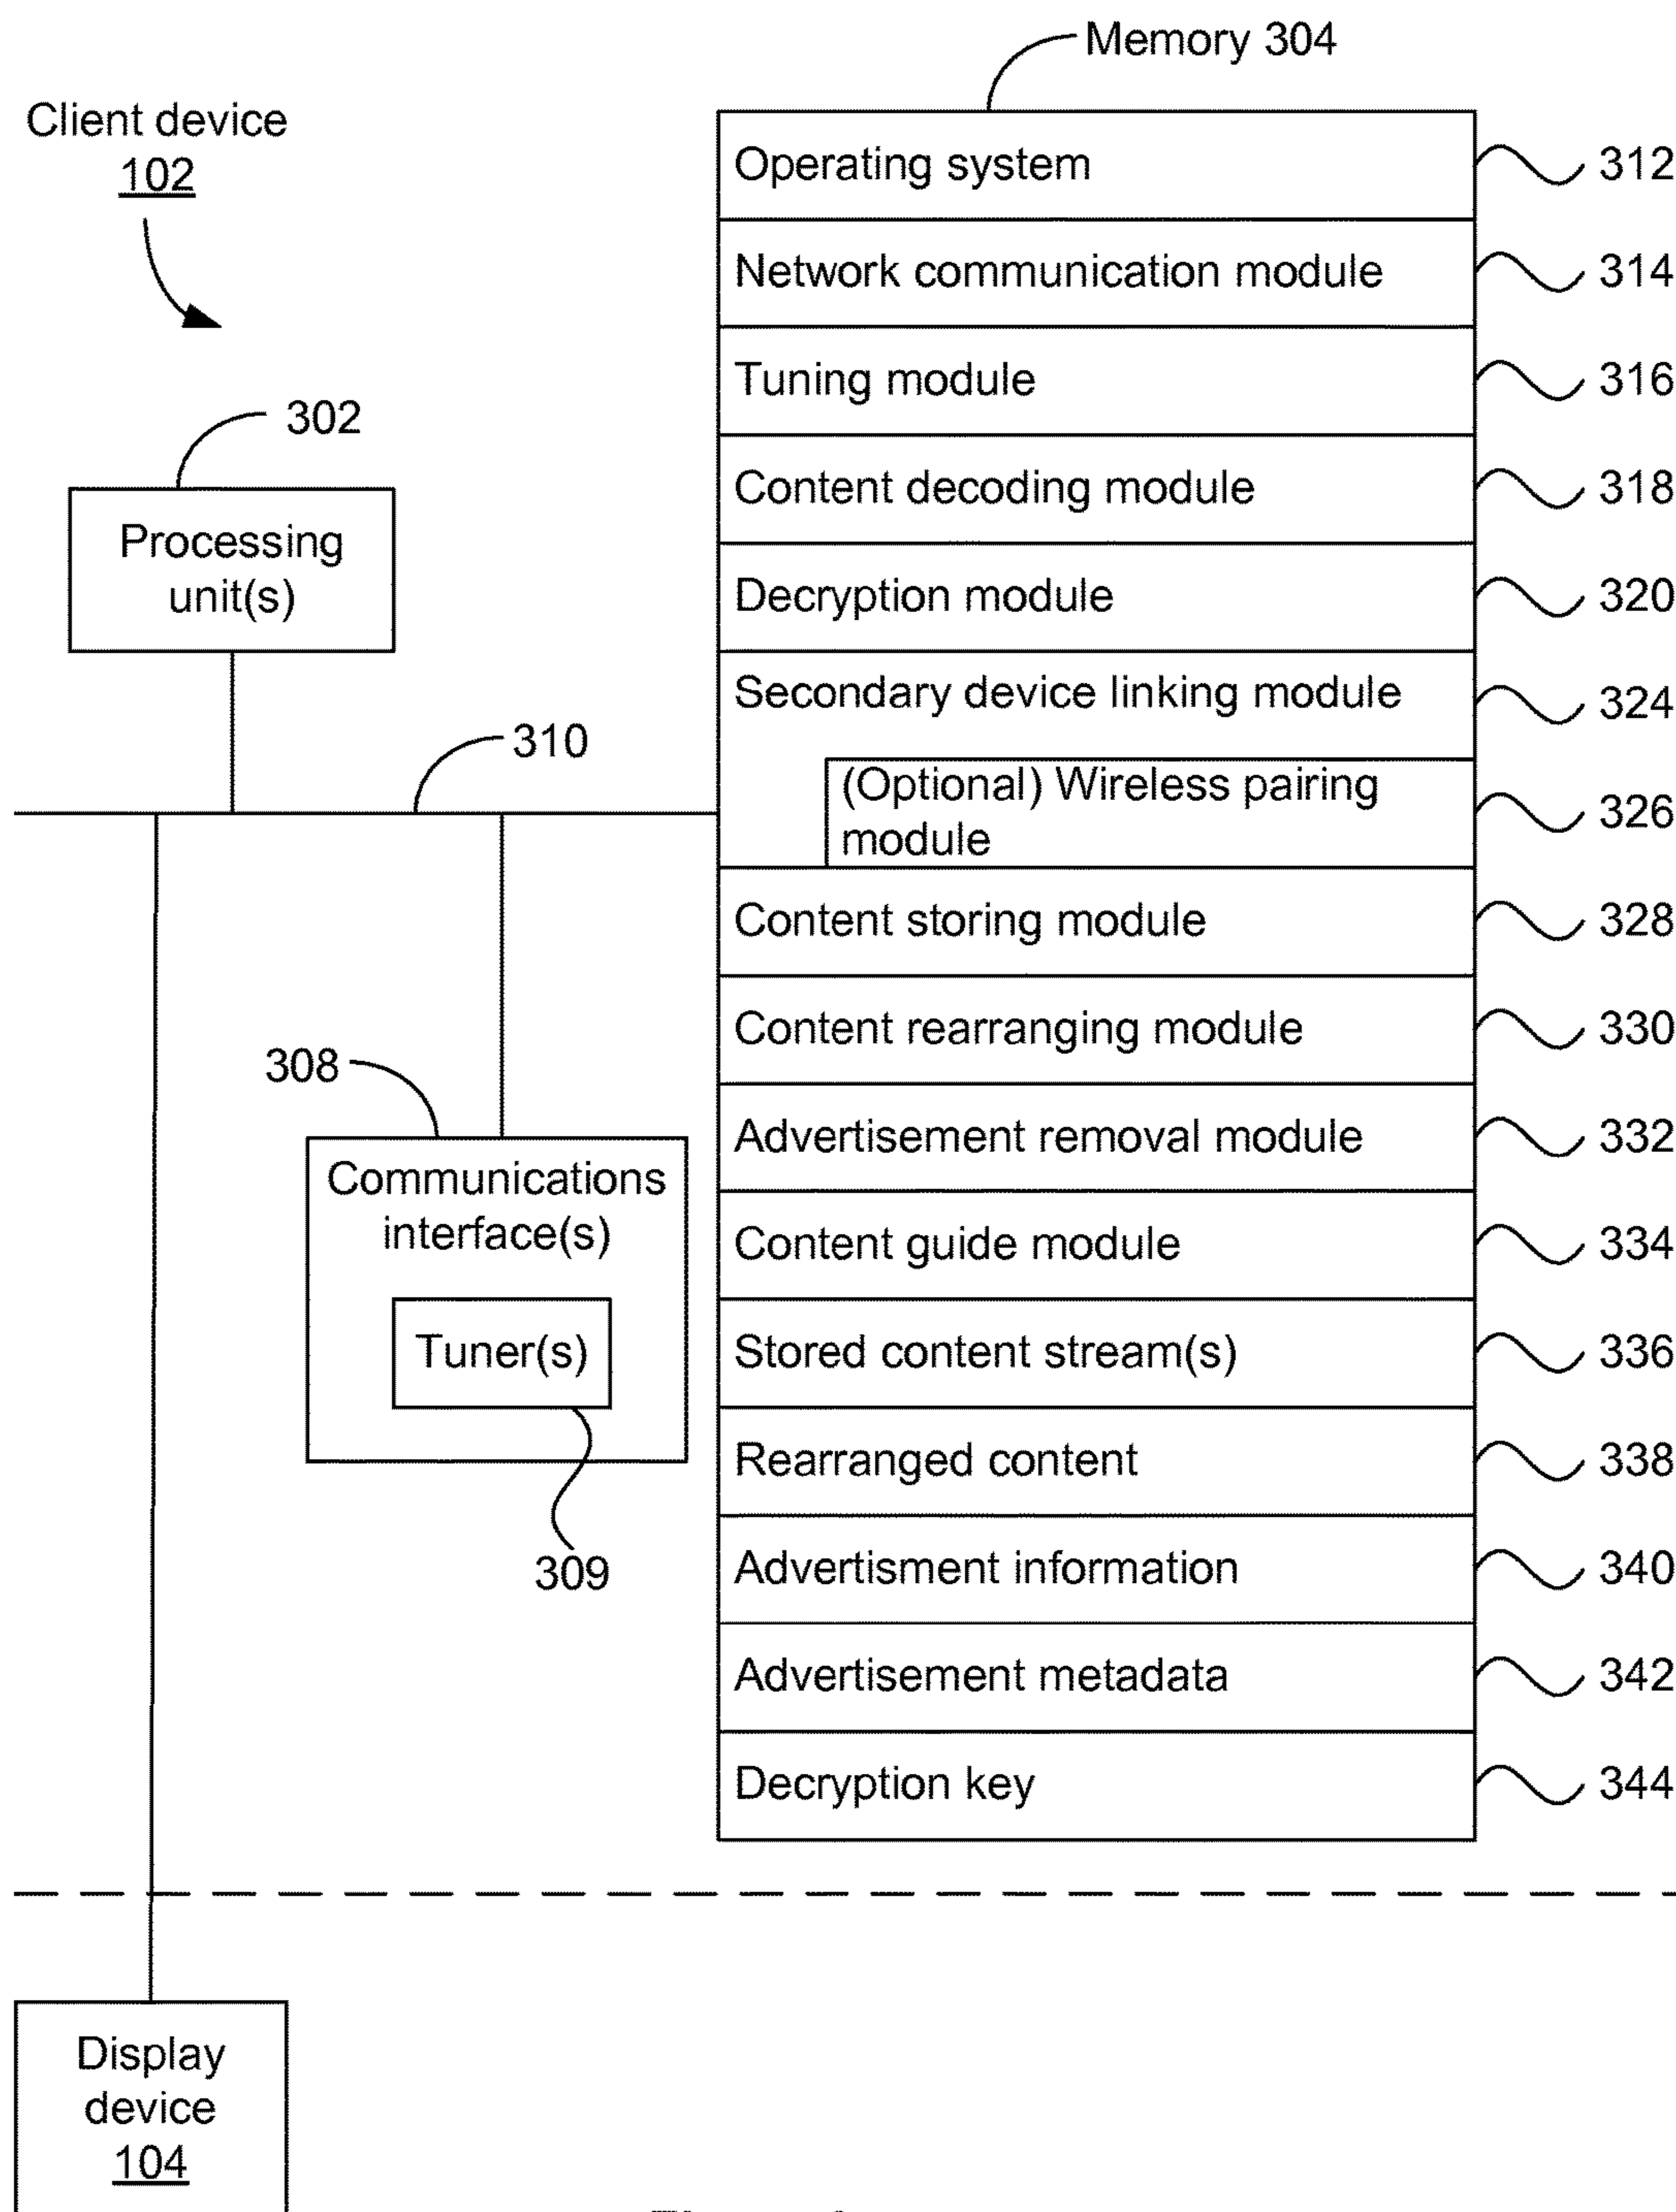 Memory 304
Client device
102
Operating system 312
Network communication module 314
Tuning module 316
302
Content decoding module 318
Processing
unit(s)
Decryption module 320
Secondary device linking module 324
310
(Optional) Wireless pairing
module
326
Content storing module 328
Content rearranging module 330
308
Advertisement removal module 332
Communications
interface(s)
Content guide module 334
Tuner(s)
Stored content stream(s) 336
Rearranged content 338
309
Advertisment information 340
Advertisement metadata 342
Decryption key 344
Display
device
104